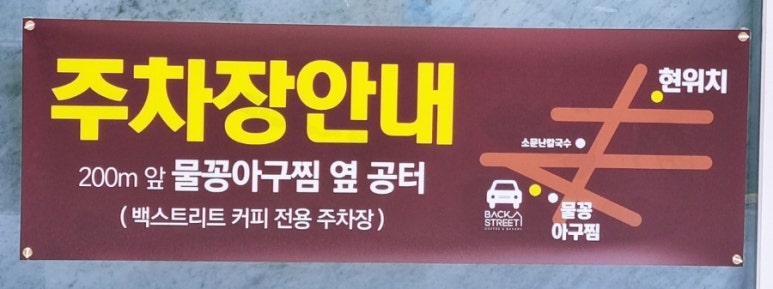 주차장안내
200m 앞 물꽁아구찜 옆 공터
( 백스트리트 커피 전용 주차장 )
현위치
소문난칼국수
물꽁
아구찜
BACK
STREET
COFFEE & BAKERY